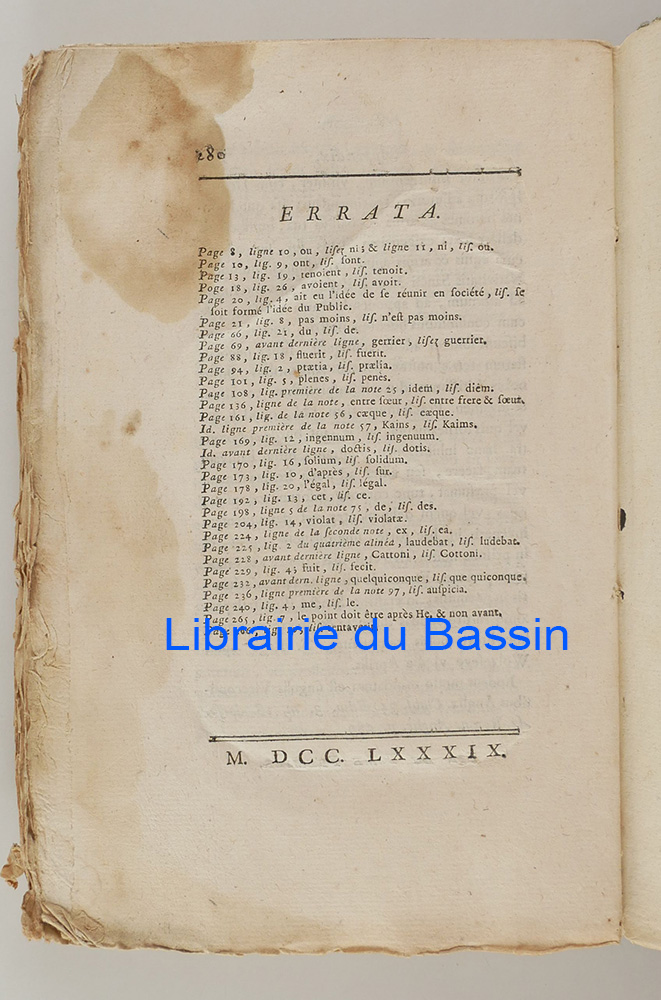 280
ERRATA.
Page 8, ligne 10, ou, lisez ni; & ligne 11, ni, lis. ou.
Page 10, lig. 9, ont, lis. sont.
Page 13, lig. 19, tenoient, lis. tenoit.
Poge 18, lig. 26, avoient, lis. avoir.
Page 20, lig. 4, ait eu l'idée de se réunir en société, lis. se
soit formé l'idée du Public.
Page 21, lig. 8, pas moins, lis. n'est pas moins.
Page 66, lig. 21, du, lis. de.
Page 69, avant dernière ligne, gerrier, lisez guerrier.
Page 88, lig. 18, fluerit, lis. fuerit.
Page 94, lig. 2, prætia, lis. prælia.
Page 101, lig. 5, plenes, lis. penes.
Page 108, lig. première de la note 25, idem, lis. diem.
Page 136, ligne de la note, entre sœur, lis. entre frere & sœur.
Page 161, lig. de la note 56, cæque, lis. eæque.
Id. ligne première de la note 57, Kains, lis. Kaims.
Page 169, lig. 12, ingennum, lis. ingenuum.
Id. avant dernière ligne, doctis, lis. dotis.
Page 170, lig. 16, solium, lis. solidum.
Page 173, lig. 10, d'après, lis. sur.
Page 178, lig. 20, l'égal, lis. légal.
Page 192, lig. 13, cet, lis. ce.
Page 198, ligne 5 de la note 75, de, lis. des.
Page 204, lig. 14, violat, lis. violatæ.
Page 224, ligne de la seconde note, ex, lis. ea.
Page 225, lig. 2 du quatrième alinéa, laudebat, lis. ludebat.
Page 228, avant dernière ligne, Cattoni, lis. Cottoni.
Page 229, lig. 4; fuit, lis. fecit.
Page 232, avant dern. ligne, quelquiconque, lis. que quiconque.
Page 236, ligne première de la note 97, lis. auspicia.
Page 240, lig. 4, me, lis. le.
Page 265, lig. 7, le point doit être après He, & non avant.
Page
Librairie du Bassin
M. DCC. LXXXIX.